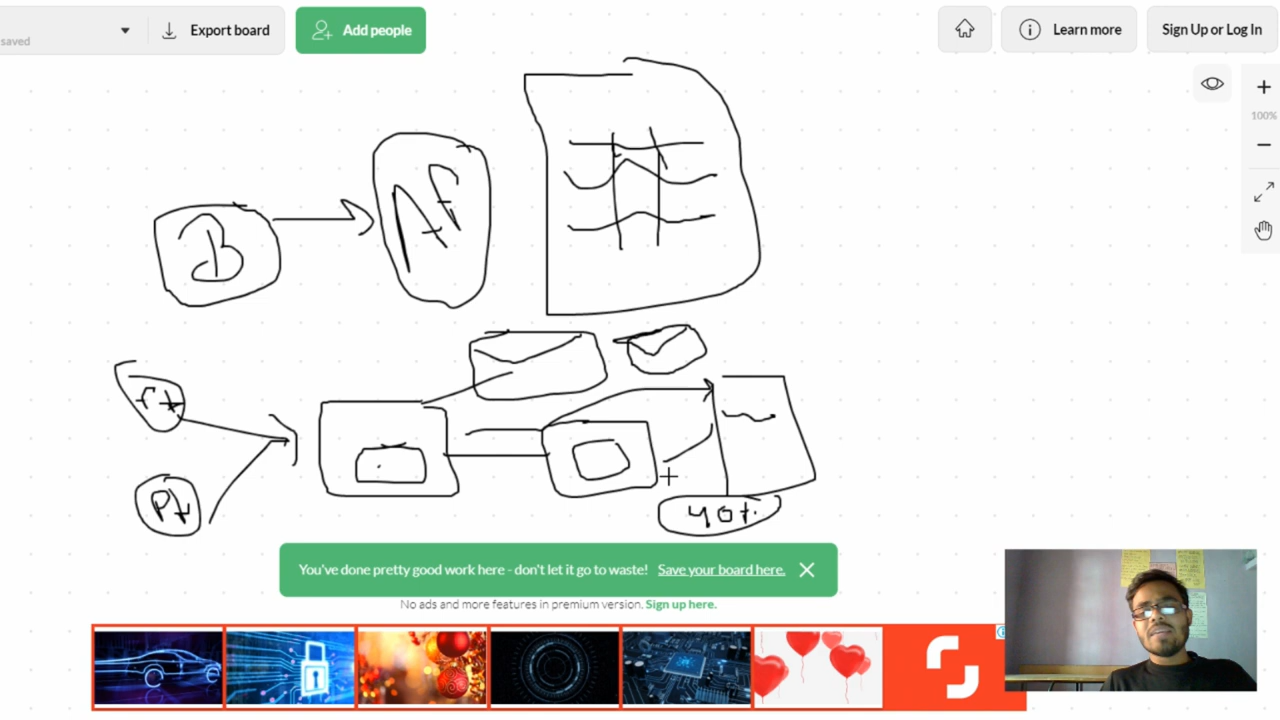 saved
Export board
Add people
Learn more
Sign Up or Log In
100%
B
AF
Pt
40%
You've done pretty good work here - don't let it go to waste! Save your board here.
No ads and more features in premium version. Sign up here.